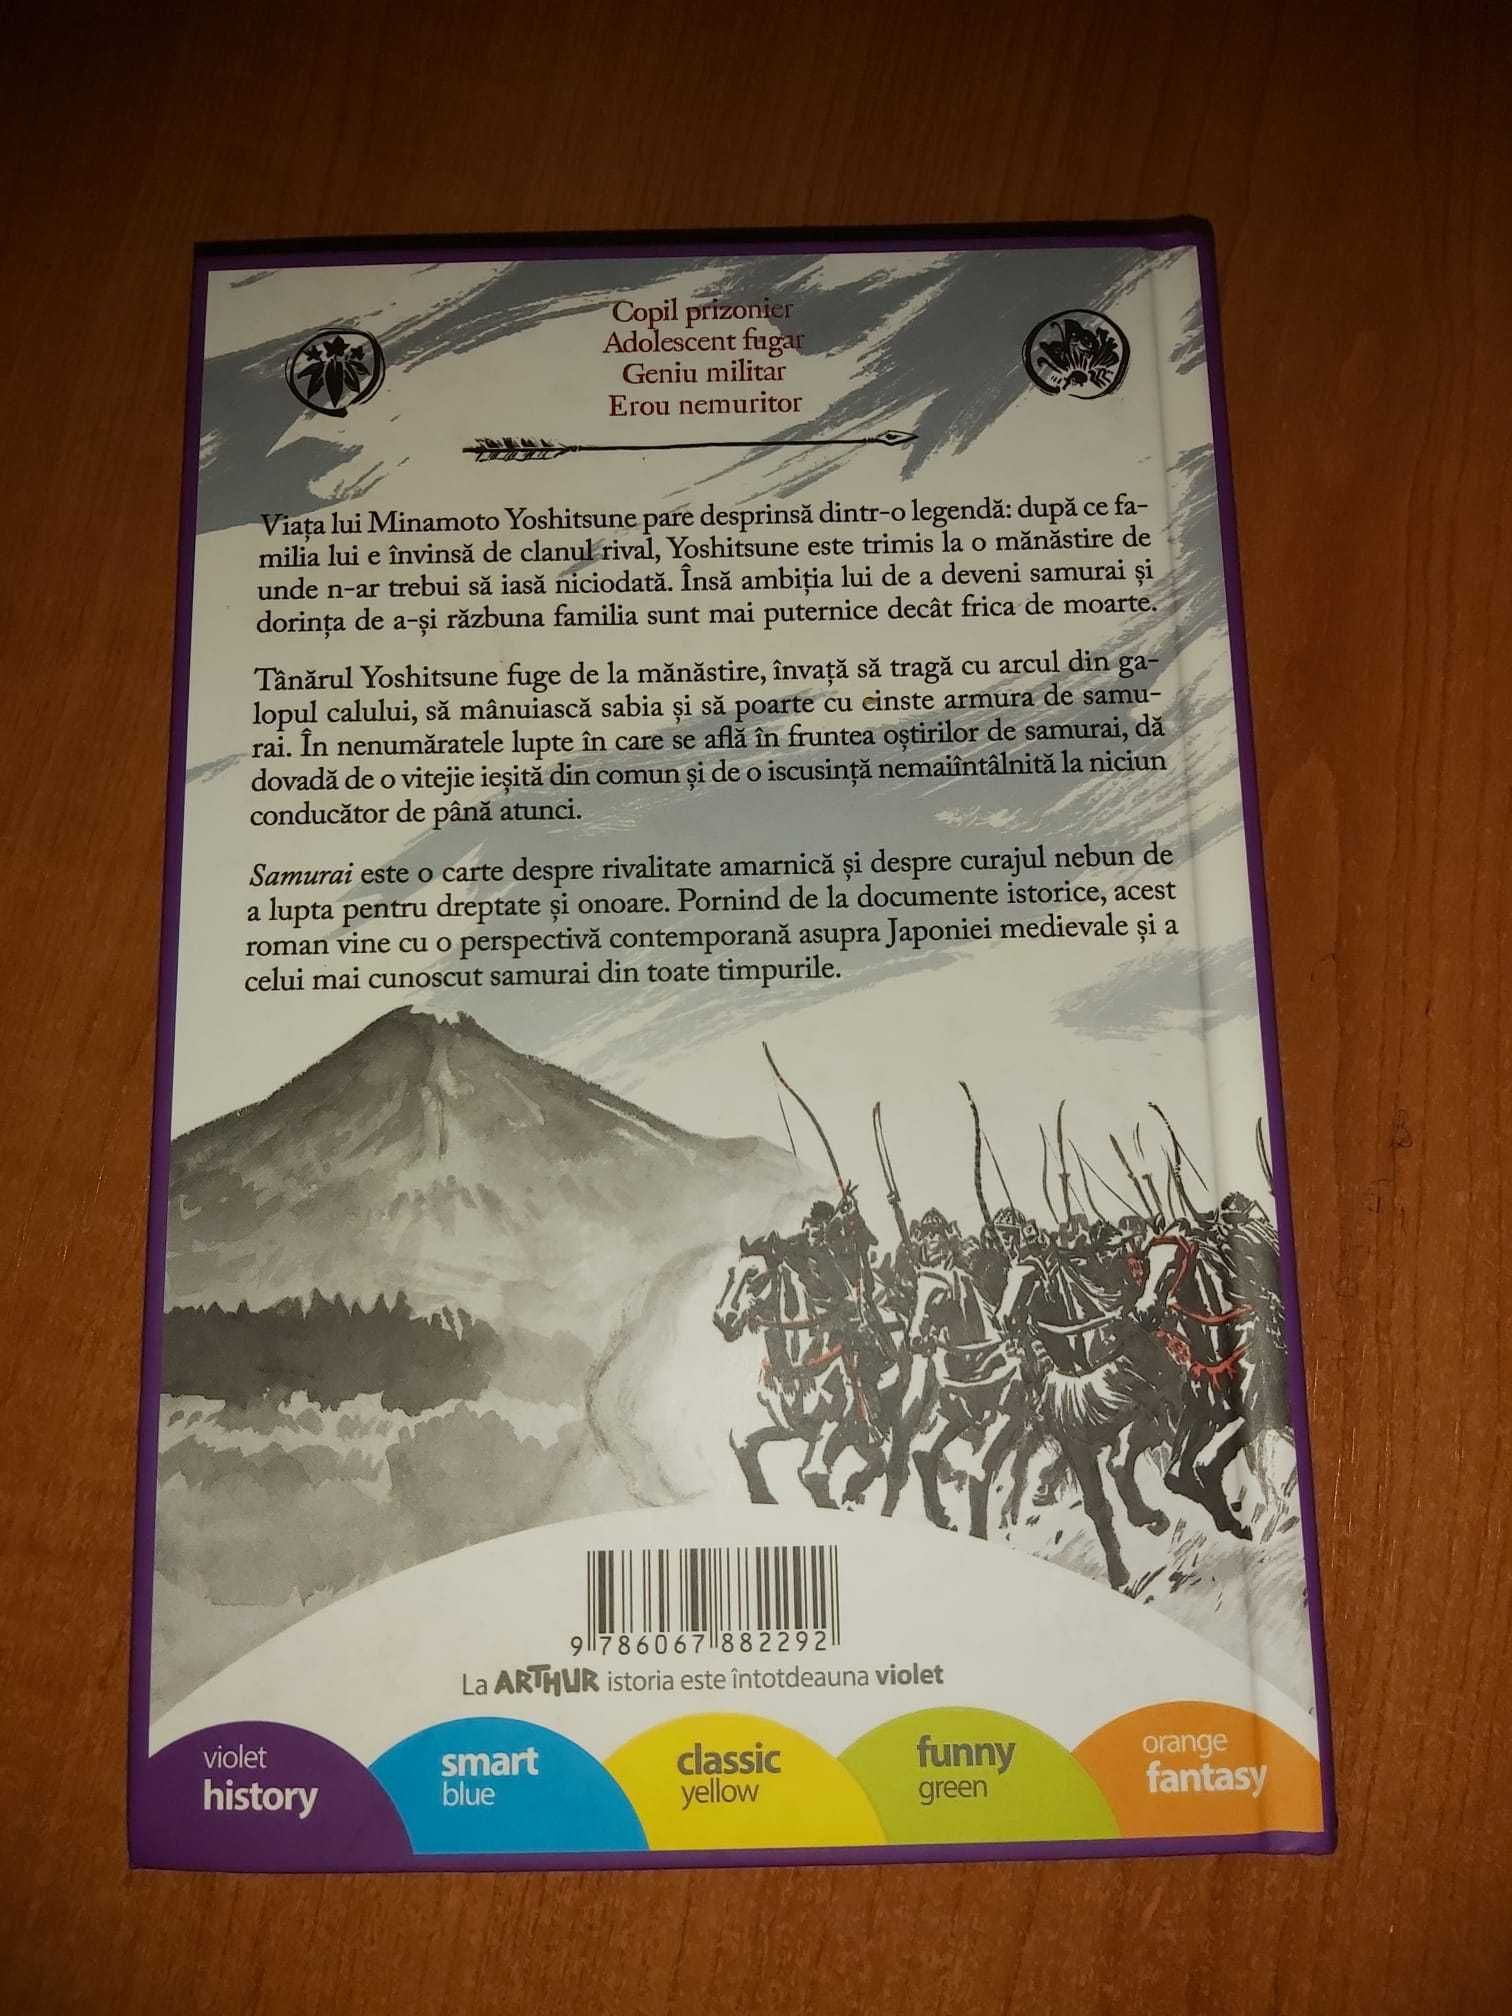 Copil prizonier
Adolescent fugar
Geniu militar
Erou nemuritor
Viața lui Minamoto Yoshitsune pare desprinsă dintr-o legendă: după ce fa-
milia lui e învinsă de clanul rival, Yoshitsune este trimis la o mănăstire de
unde n-ar trebui să iasă niciodată. Însă ambiția lui de a deveni samurai și
dorința de a-și răzbuna familia sunt mai puternice decât frica de moarte.
Tânărul Yoshitsune fuge de la mănăstire, învață să tragă cu arcul din ga-
lopul calului, să mânuiască sabia și să poarte cu cinste armura de samu-
rai. În nenumăratele lupte în care se află în fruntea oștirilor de samurai, dă
dovadă de o vitejie ieșită din comun și de o iscusință nemaiîntâlnită la niciun
conducător de până atunci.
Samurai este o carte despre rivalitate amarnică și despre curajul nebun de
a lupta pentru dreptate și onoare. Pornind de la documente istorice, acest
roman vine cu o perspectivă contemporană asupra Japoniei medievale și a
celui mai cunoscut samurai din toate timpurile.
9 786067 882292
La ARTHUR istoria este întotdeauna violet
violet
history
smart
blue
classic
yellow
funny
green
orange
fantasy